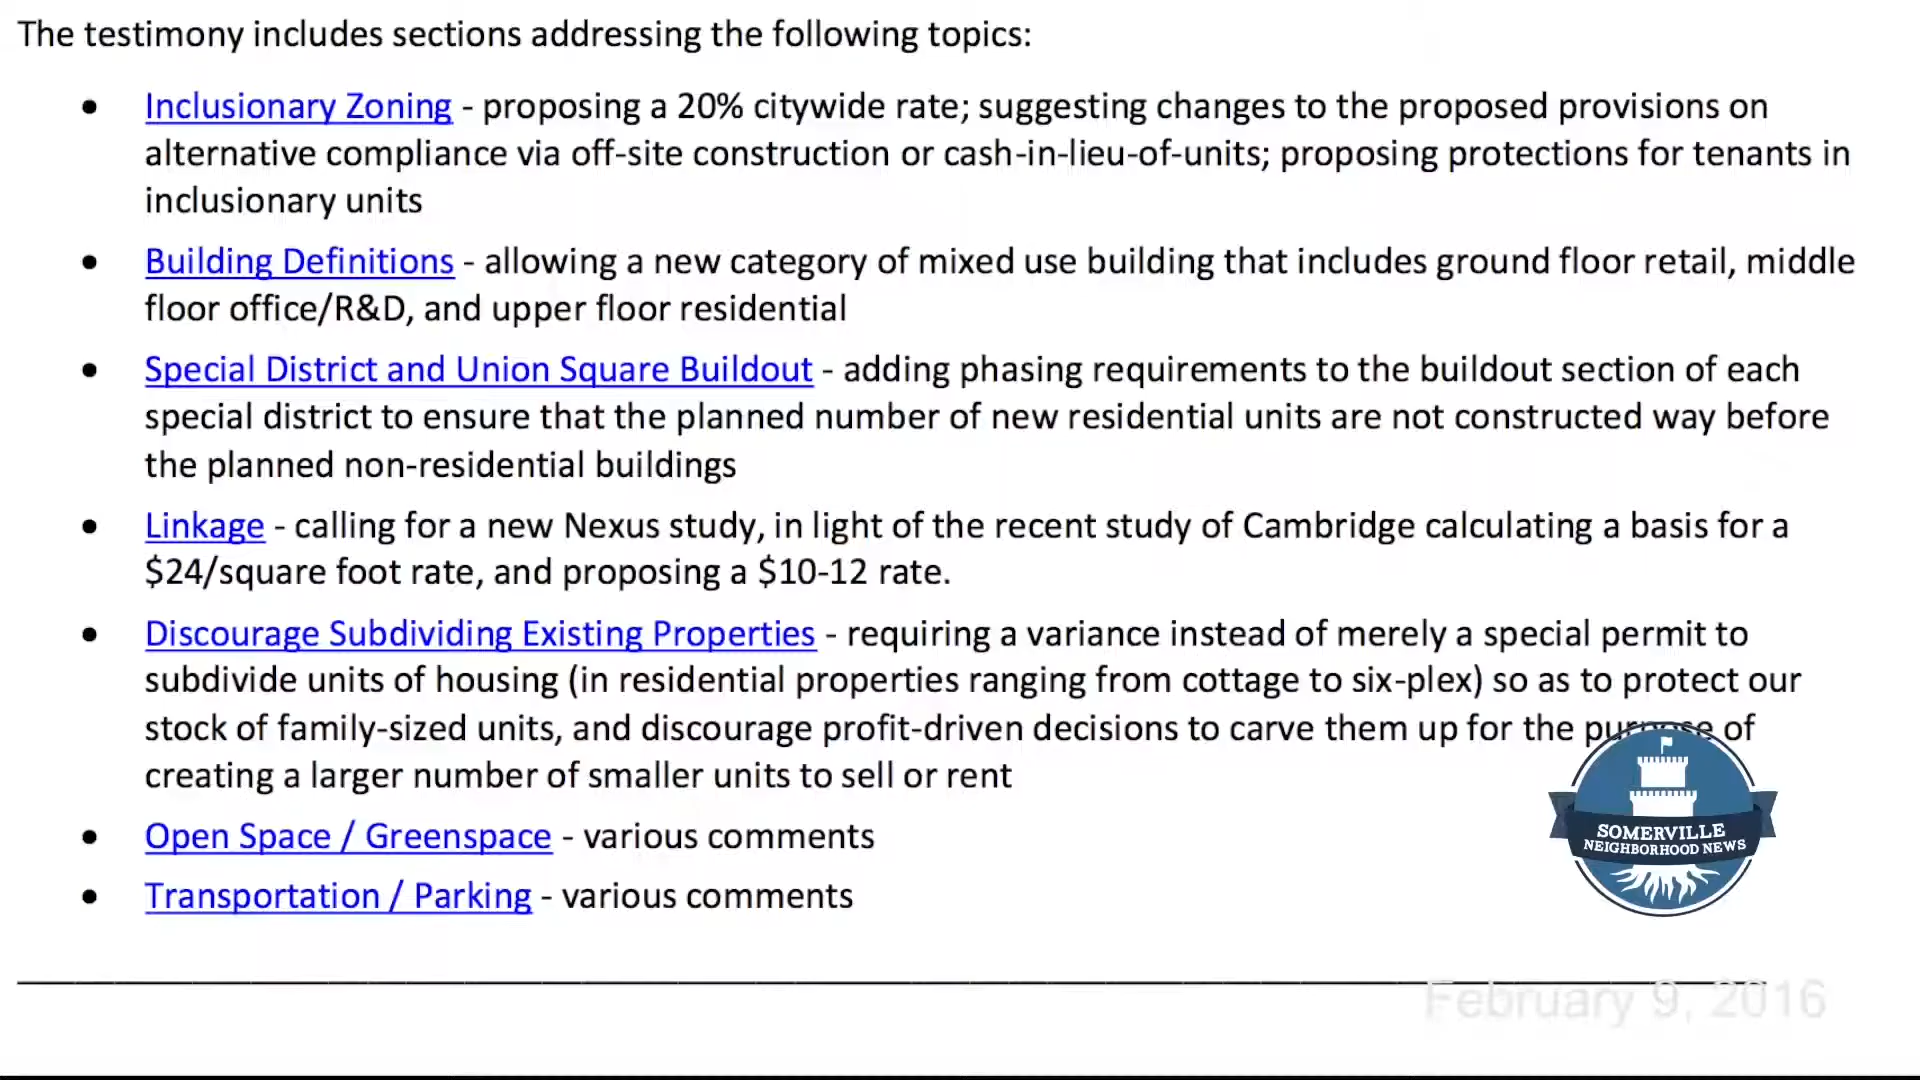 The testimony includes sections addressing the following topics:
• Inclusionary Zoning - proposing a 20% citywide rate; suggesting changes to the proposed provisions on
alternative compliance via off-site construction or cash-in-lieu-of-units; proposing protections for tenants in
inclusionary units
• Building Definitions - allowing a new category of mixed use building that includes ground floor retail, middle
floor office/R&D, and upper floor residential
• Special District and Union Square Buildout - adding phasing requirements to the buildout section of each
special district to ensure that the planned number of new residential units are not constructed way before
the planned non-residential buildings
• Linkage - calling for a new Nexus study, in light of the recent study of Cambridge calculating a basis for a
$24/square foot rate, and proposing a $10-12 rate.
• Discourage Subdividing Existing Properties - requiring a variance instead of merely a special permit to
subdivide units of housing (in residential properties ranging from cottage to six-plex) so as to protect our
stock of family-sized units, and discourage profit-driven decisions to carve them up for the purpose of
creating a larger number of smaller units to sell or rent
• Open Space / Greenspace - various comments
• Transportation / Parking - various comments
SOMERVILLE
NEIGHBORHOOD NEWS
February 9, 2016